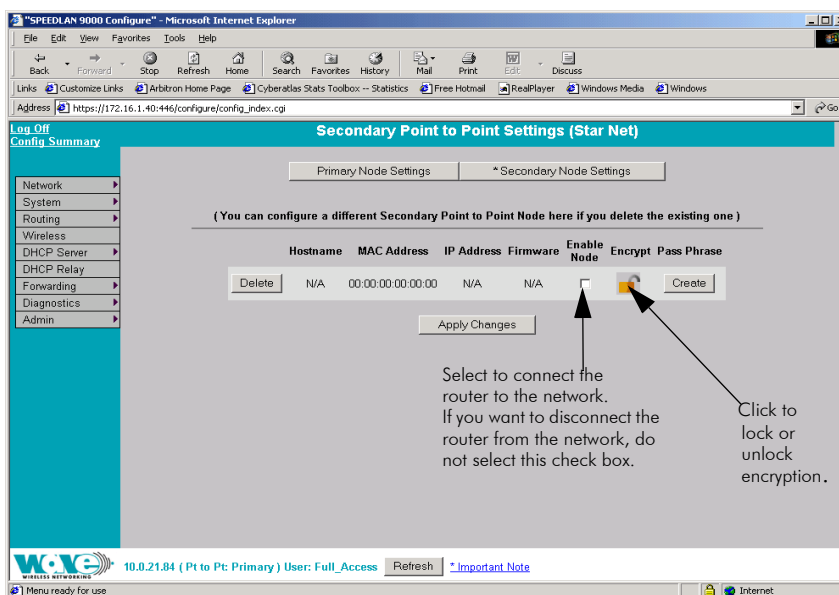 "SPEEDLAN 9000 Configure" - Microsoft Internet Explorer
File Edit View Favorites Tools Help
Back Forward Stop Refresh Home Search Favorites History Mail Print Edit Discuss
Links Customize Links Arbitron Home Page Cyberatlas Stats Toolbox -- Statistics Free Hotmail RealPlayer Windows Media Windows
Address https://172.16.1.40:446/configure/config_index.cgi Go
Log Off
Config Summary
Secondary Point to Point Settings (Star Net)
Primary Node Settings * Secondary Node Settings
Network
System
Routing
Wireless
DHCP Server
DHCP Relay
Forwarding
Diagnostics
Admin
( You can configure a different Secondary Point to Point Node here if you delete the existing one )
Hostname MAC Address IP Address Firmware Enable Node Encrypt Pass Phrase
Delete N/A 00:00:00:00:00:00 N/A N/A Create
Apply Changes
Select to connect the
router to the network.
If you want to disconnect the
router from the network, do
not select this check box.
Click to
lock or
unlock
encryption.
WAVE
WIRELESS NETWORKING
10.0.21.84 ( Pt to Pt: Primary ) User: Full_Access Refresh * Important Note
Menu ready for use Internet